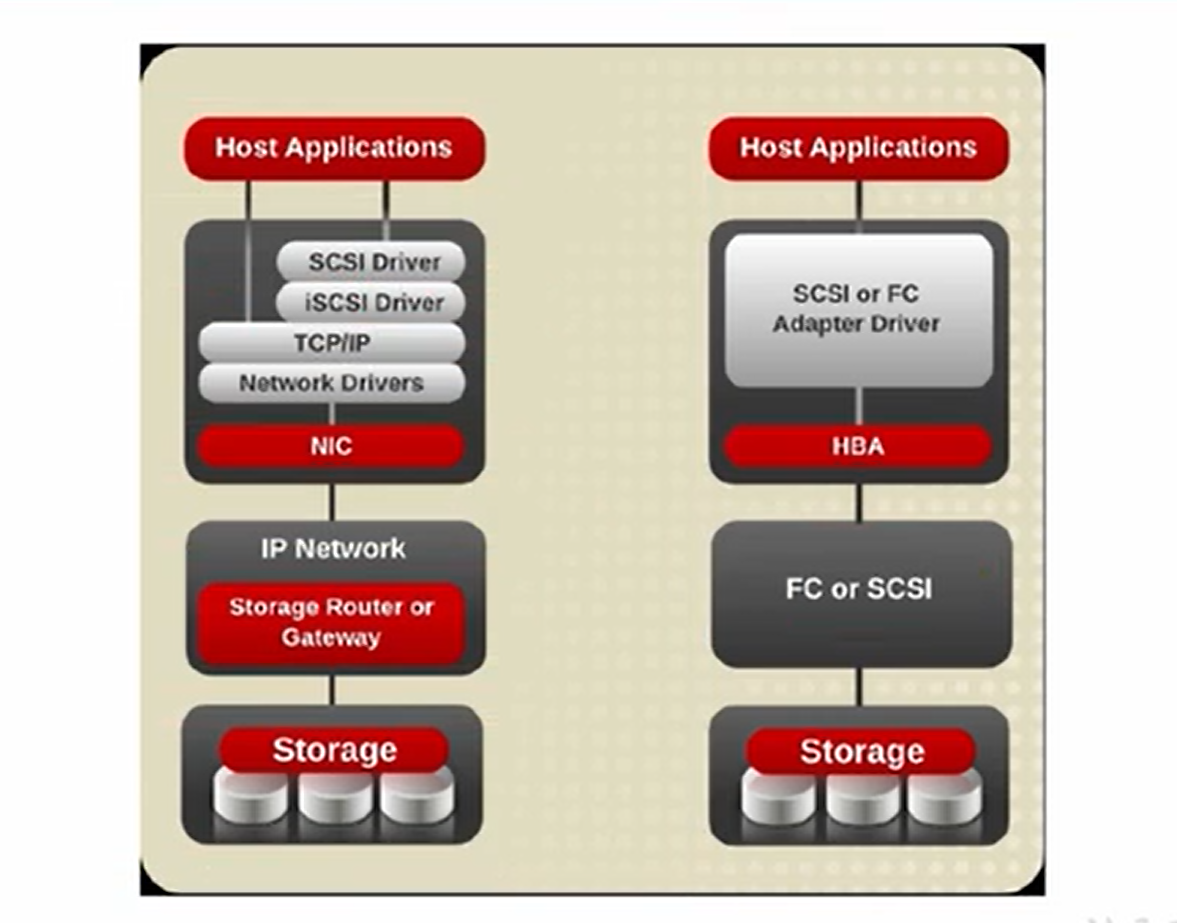 Host Applications
SCSI Driver
iSCSI Driver
TCP/IP
Network Drivers
NIC
IP Network
Storage Router or
Gateway
Storage
Host Applications
SCSI or FC
Adapter Driver
HBA
FC or SCSI
Storage